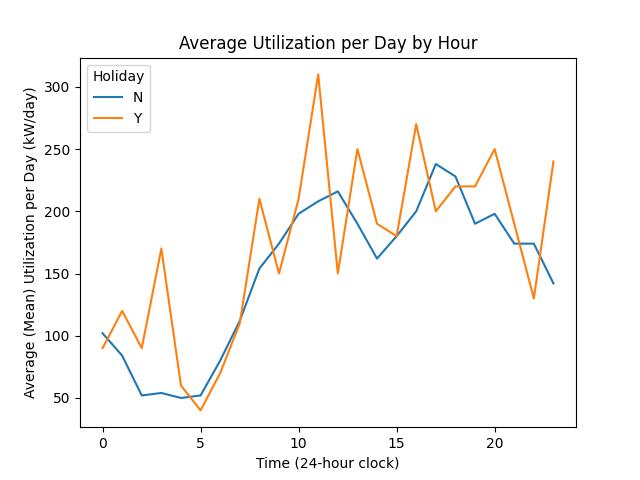 Average Utilization per Day by Hour
Average (Mean) Utilization per Day (kW/day)
300
250
200
150
100
50
Holiday
N
Y
0
5
10
15
20
Time (24-hour clock)